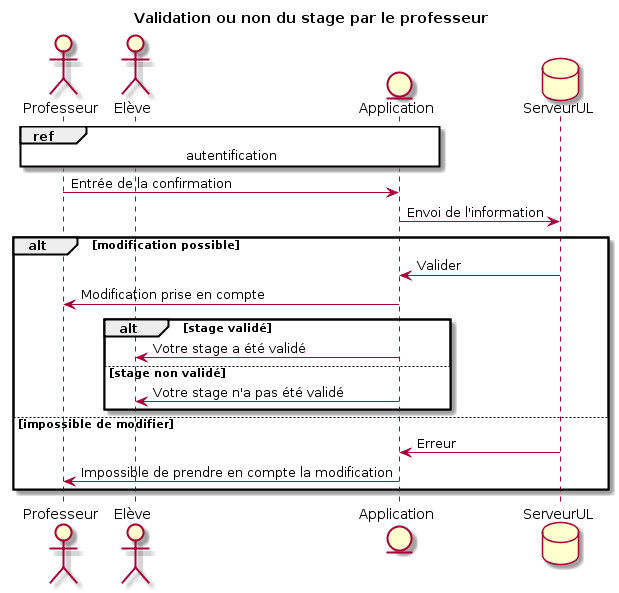 Validation ou non du stage par le professeur
Professeur Elève Application ServeurUL
ref
autentification
Entrée de la confirmation
Envoi de l'information
alt [modification possible]
Valider
Modification prise en compte
alt [stage validé]
Votre stage a été validé
[stage non validé]
Votre stage n'a pas été validé
[impossible de modifier]
Erreur
Impossible de prendre en compte la modification
Professeur Elève Application ServeurUL